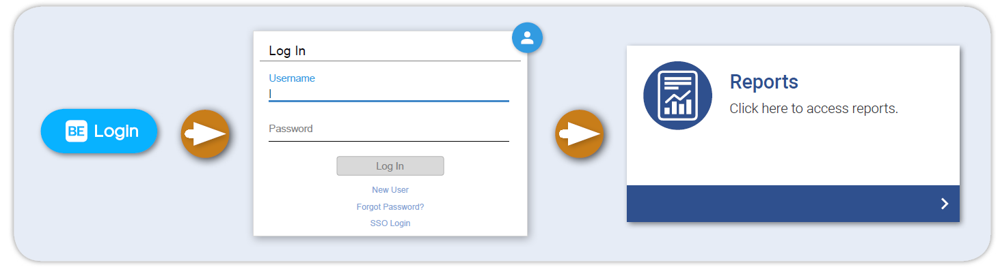 BE Login
Log In
Username
Password
Log In
New User
Forgot Password?
SSO Login
Reports
Click here to access reports.